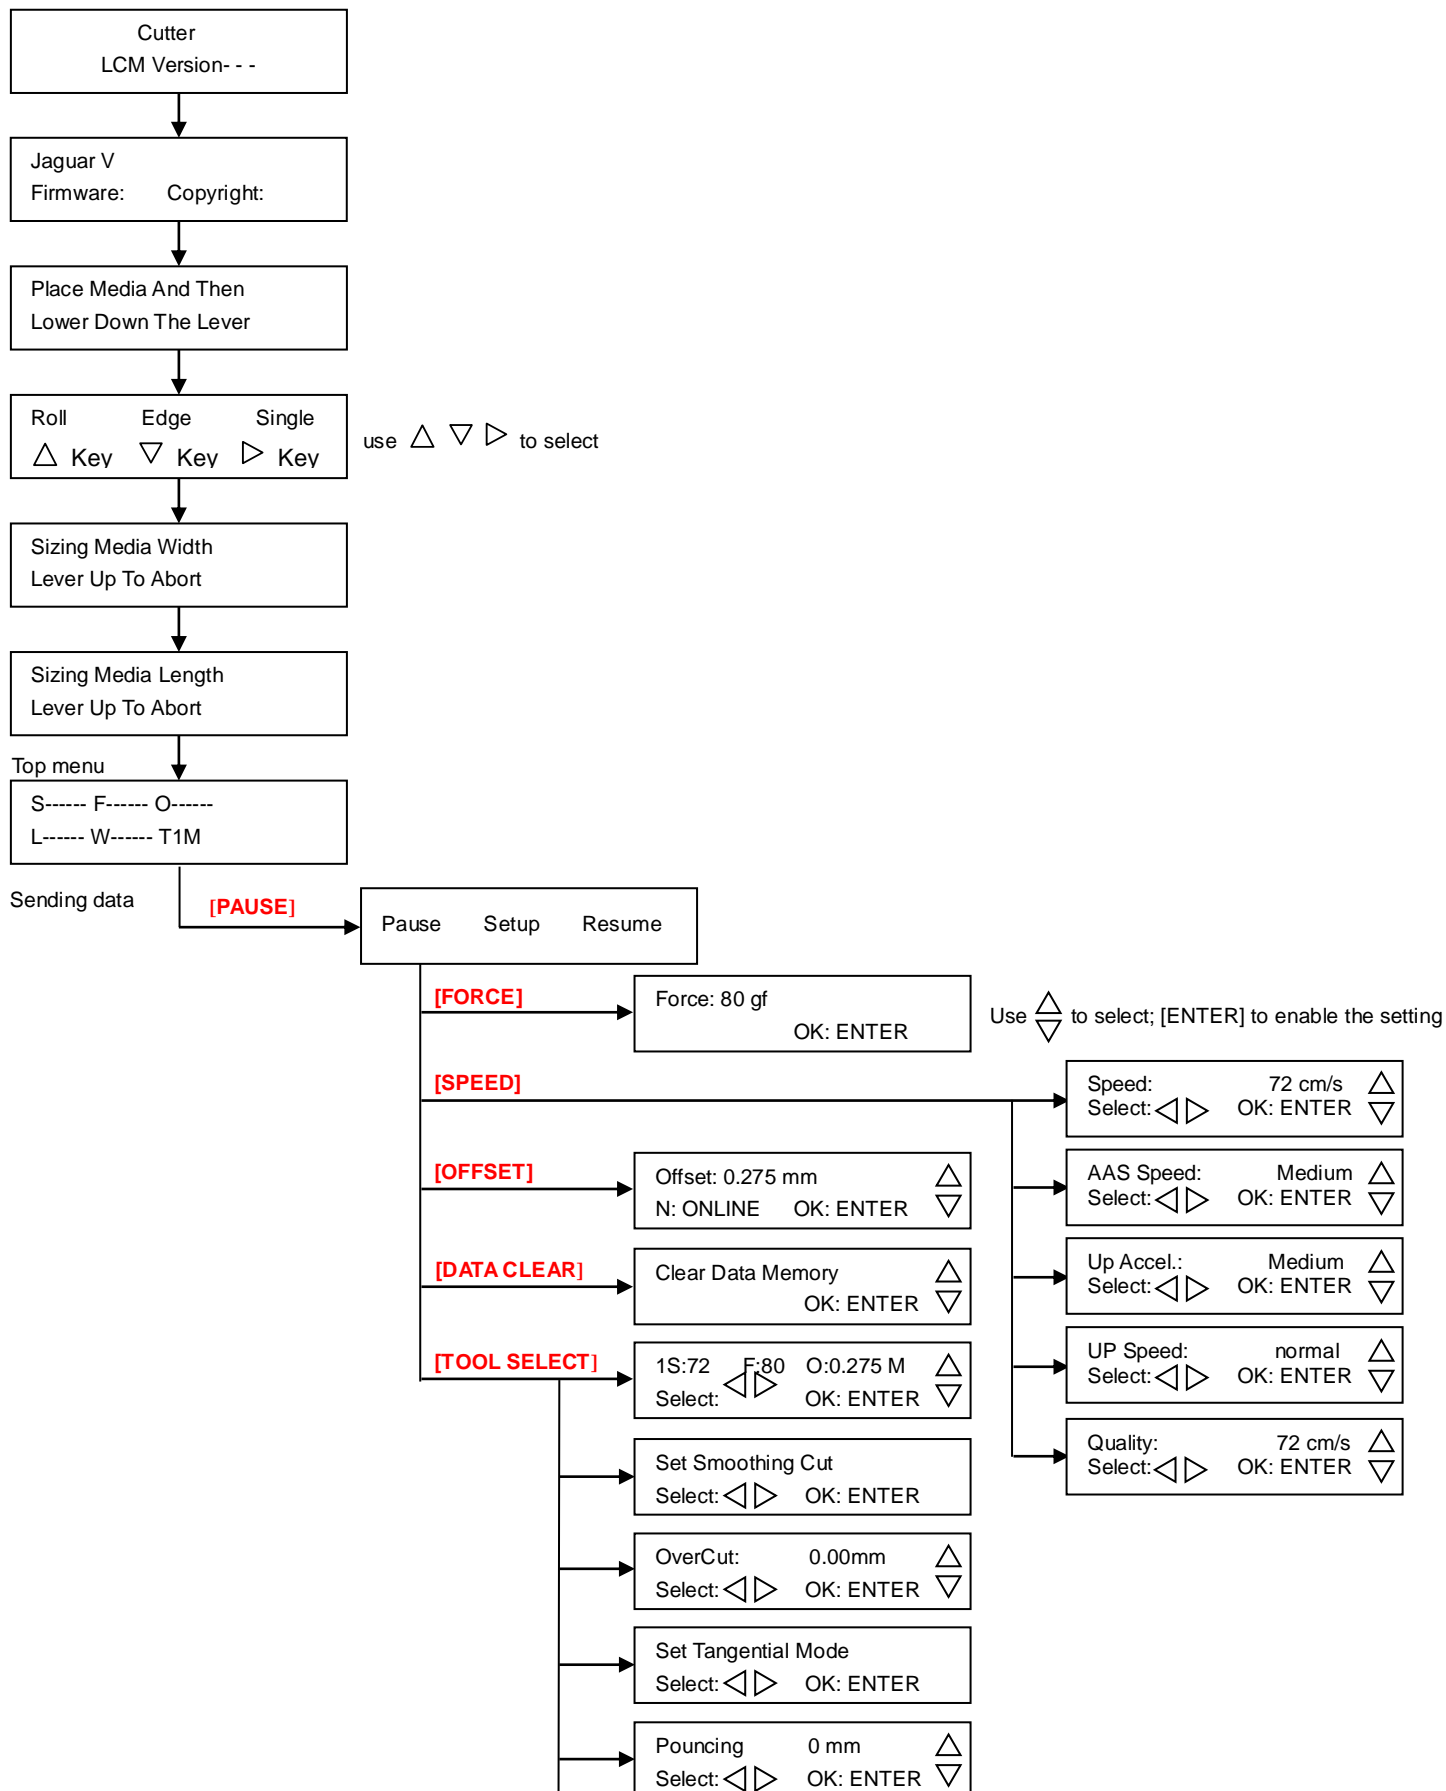 Cutter
LCM Version- - -
Jaguar V
Firmware: Copyright:
Place Media And Then
Lower Down The Lever
Roll Edge Single
△ Key ▽ Key ▷ Key
use △ ▽ ▷ to select
Sizing Media Width
Lever Up To Abort
Sizing Media Length
Lever Up To Abort
Top menu
S------ F------ O------
L------ W------ T1M
Sending data
[PAUSE]
Pause Setup Resume
[FORCE]
Force: 80 gf
OK: ENTER
Use △ ▽ to select; [ENTER] to enable the setting
[SPEED]
Speed: 72 cm/s △
Select: ◁ ▷ OK: ENTER ▽
AAS Speed: Medium △
Select: ◁ ▷ OK: ENTER ▽
Up Accel.: Medium △
Select: ◁ ▷ OK: ENTER ▽
UP Speed: normal △
Select: ◁ ▷ OK: ENTER ▽
Quality: 72 cm/s △
Select: ◁ ▷ OK: ENTER ▽
[OFFSET]
Offset: 0.275 mm △
N: ONLINE OK: ENTER ▽
[DATA CLEAR]
Clear Data Memory △
OK: ENTER ▽
[TOOL SELECT]
1S:72 F:80 O:0.275 M △
Select: ◁ ▷ OK: ENTER ▽
Set Smoothing Cut
Select: ◁ ▷ OK: ENTER
OverCut: 0.00mm △
Select: ◁ ▷ OK: ENTER ▽
Set Tangential Mode
Select: ◁ ▷ OK: ENTER
Pouncing 0 mm △
Select: ◁ ▷ OK: ENTER ▽